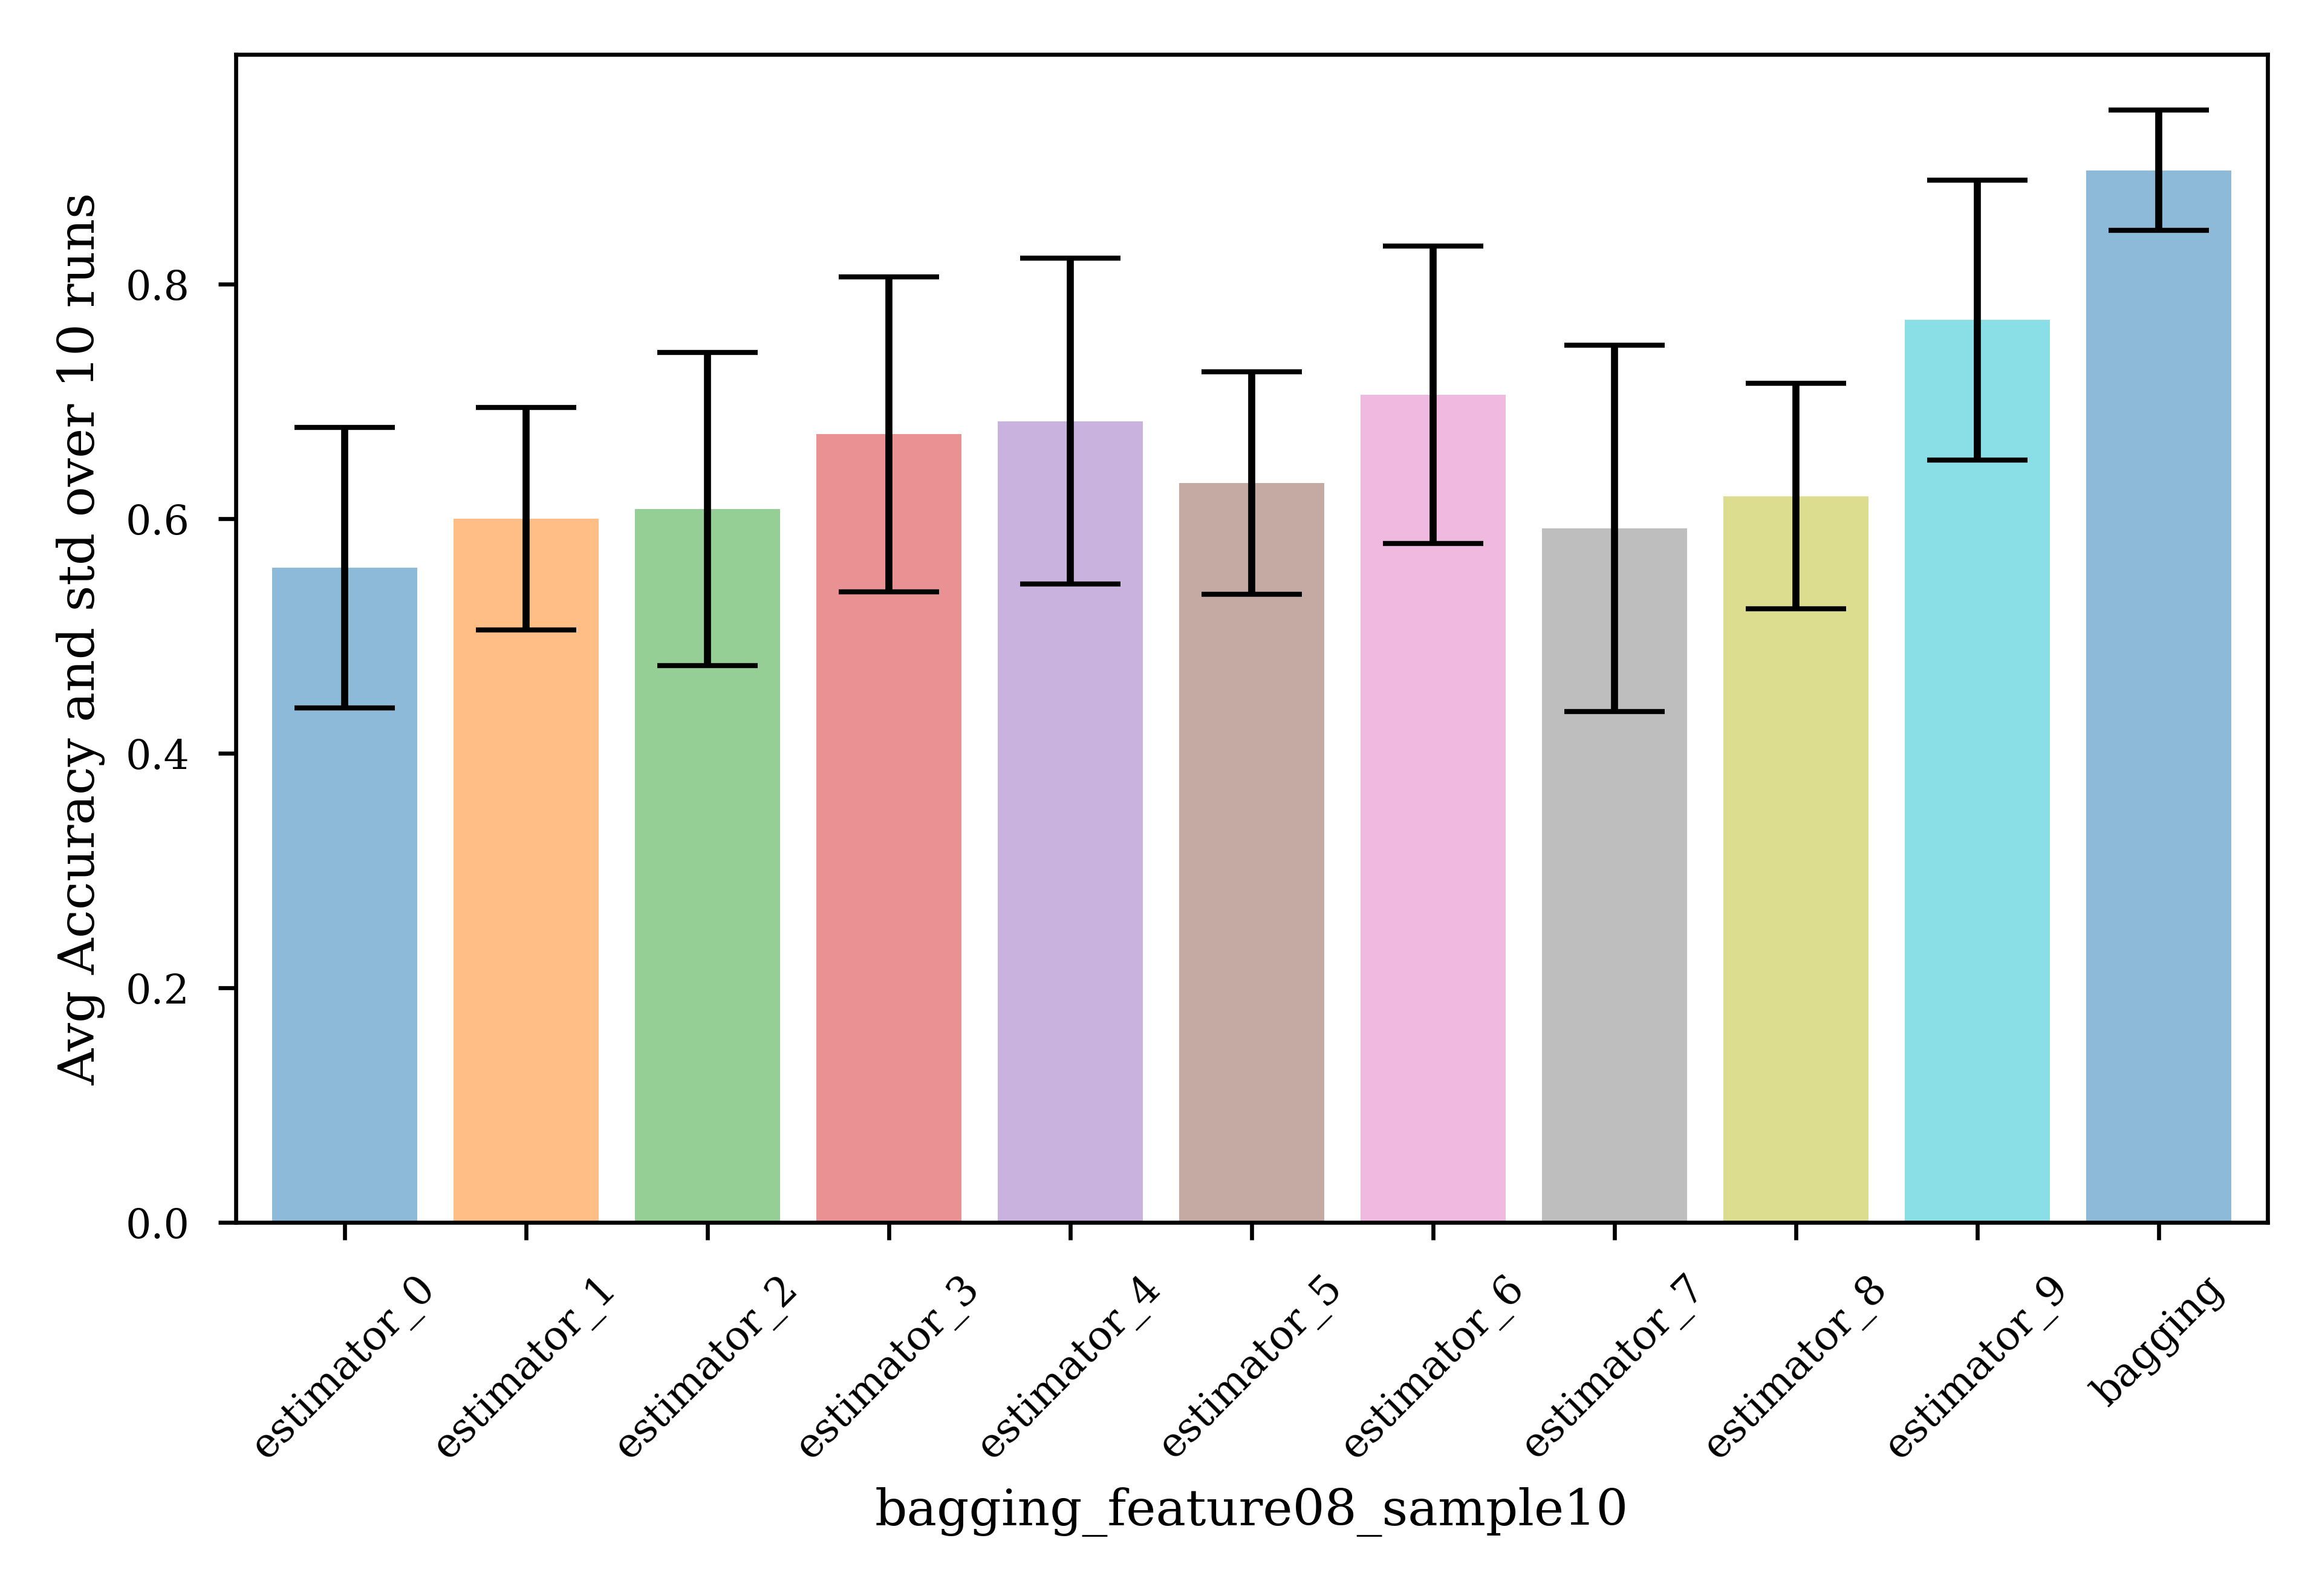 Avg Accuracy and std over 10 runs
0.8
0.6
0.4
0.2
0.0
estimator_0
estimator_1
estimator_2
estimator_3
estimator_4
estimator_5
estimator_6
estimator_7
estimator_8
estimator_9
bagging
bagging_feature08_sample10